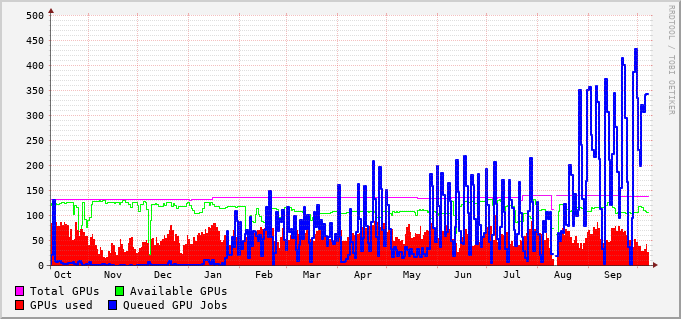 500
450
400
350
300
250
200
150
100
50
0
Oct Nov Dec Jan Feb Mar Apr May Jun Jul Aug Sep
Total GPUs Available GPUs
GPUs used Queued GPU Jobs
RRDTOOL / TOBI OETIKER